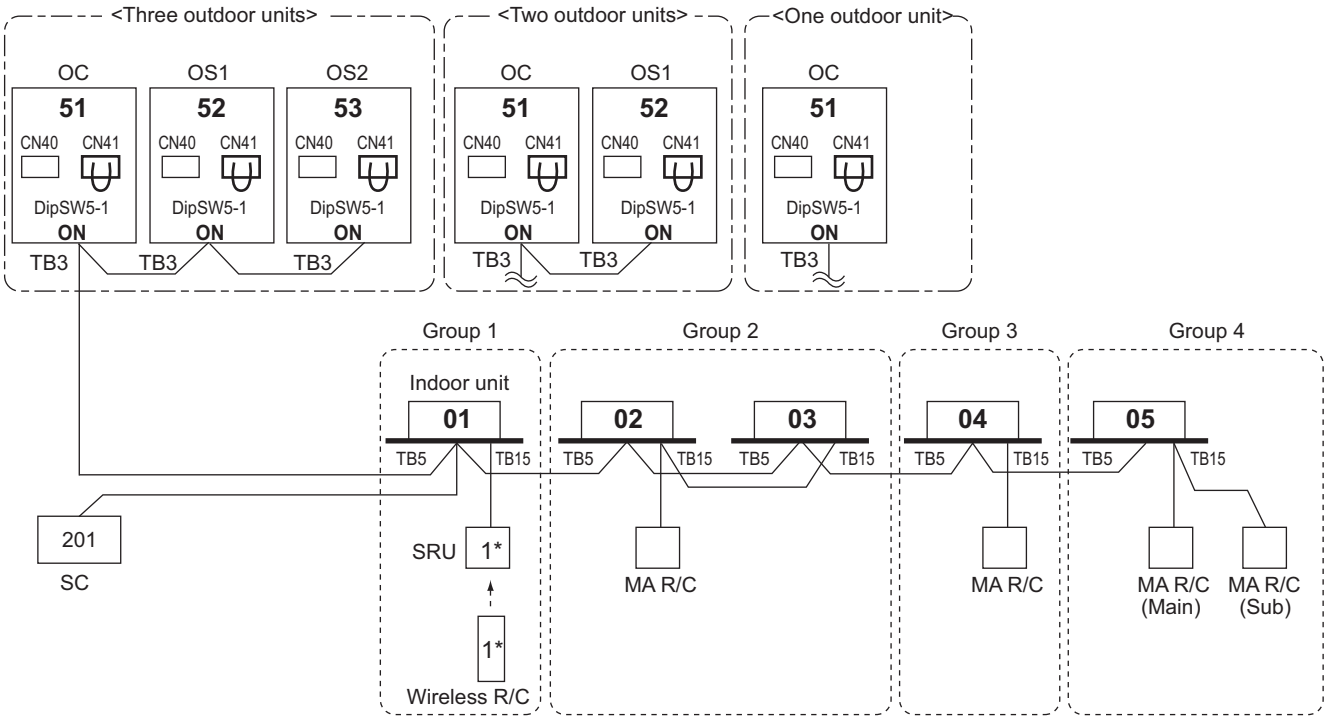 <Three outdoor units>
<Two outdoor units>
<One outdoor unit>
OC OS1 OS2
OC OS1
OC
51 52 53
51 52
51
CN40 CN41 CN40 CN41 CN40 CN41
CN40 CN41 CN40 CN41
CN40 CN41
DipSW5-1 DipSW5-1 DipSW5-1
DipSW5-1 DipSW5-1
DipSW5-1
ON ON ON
ON ON
ON
TB3 TB3 TB3
TB3 TB3
TB3
Group 1 Group 2 Group 3 Group 4
Indoor unit
01 02 03 04 05
TB5 TB15 TB5 TB15 TB5 TB15 TB5 TB15 TB5 TB15
201
SC
SRU 1*
1*
Wireless R/C
MA R/C
MA R/C
MA R/C
(Main)
MA R/C
(Sub)